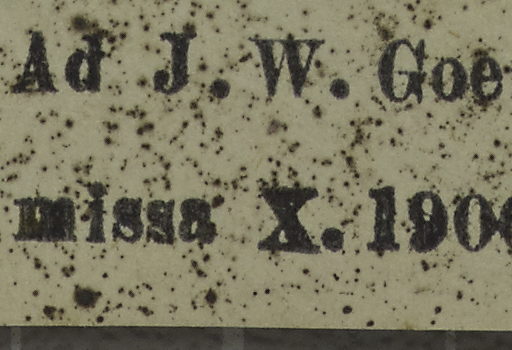 Ad J. W. Goe
missa X. 190